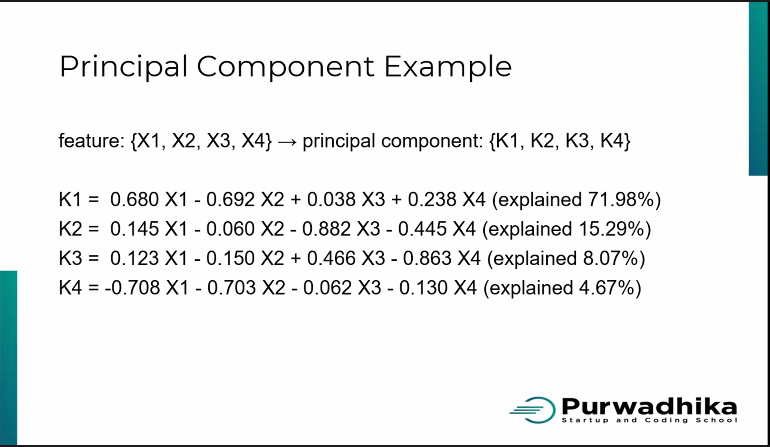 Principal Component Example
feature: {X1, X2, X3, X4} → principal component: {K1, K2, K3, K4}
K1 =  0.680 X1 - 0.692 X2 + 0.038 X3 + 0.238 X4 (explained 71.98%)
K2 =  0.145 X1 - 0.060 X2 - 0.882 X3 - 0.445 X4 (explained 15.29%)
K3 =  0.123 X1 - 0.150 X2 + 0.466 X3 - 0.863 X4 (explained 8.07%)
K4 = -0.708 X1 - 0.703 X2 - 0.062 X3 - 0.130 X4 (explained 4.67%)
Purwadhika
Startup and Coding School